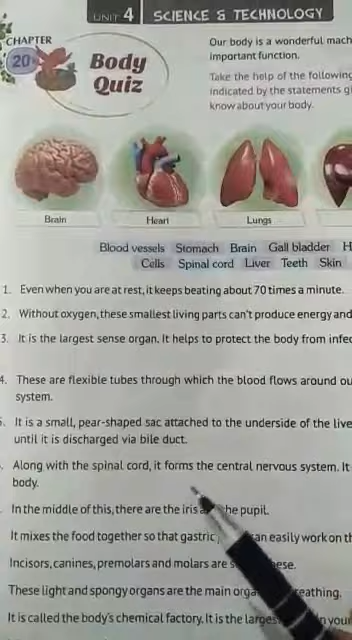 UNIT 4 SCIENCE & TECHNOLOGY
CHAPTER
20
Body
Quiz
Our body is a wonderful mach
important function.
Take the help of the following
indicated by the statements gi
know about your body.
Brain Heart Lungs
Blood vessels Stomach Brain Gall bladder H
Cells Spinal cord Liver Teeth Skin
1. Even when you are at rest, it keeps beating about 70 times a minute.
2. Without oxygen, these smallest living parts can't produce energy and
3. It is the largest sense organ. It helps to protect the body from infec
4. These are flexible tubes through which the blood flows around ou
system.
It is a small, pear-shaped sac attached to the underside of the live
until it is discharged via bile duct.
Along with the spinal cord, it forms the central nervous system. It
body.
In the middle of this, there are the iris a he pupil.
It mixes the food together so that gastric an easily work on th
Incisors, canines, premolars and molars are s ese.
These light and spongy organs are the main orga reathing.
It is called the body's chemical factory. It is the larges n your